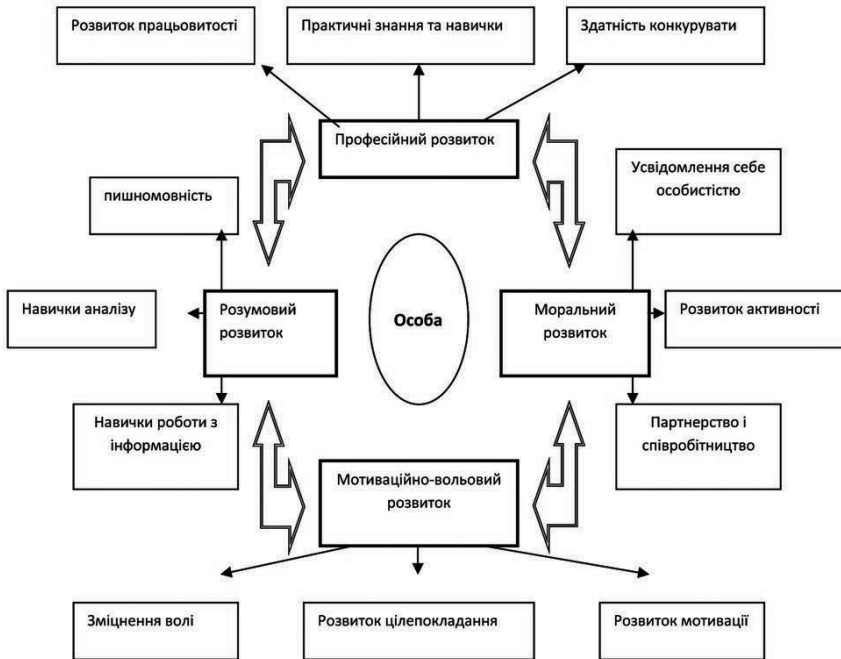 Розвиток працьовитості
Практичні знання та навички
Здатність конкурувати
Професійний розвиток
Усвідомлення себе
особистістю
пишномовність
Навички аналізу
Розумовий
розвиток
Особа
Моральний
розвиток
Розвиток активності
Навички роботи з
інформацією
Партнерство і
співробітництво
Мотиваційно-вольовий
розвиток
Зміцнення волі
Розвиток цілепокладання
Розвиток мотивації